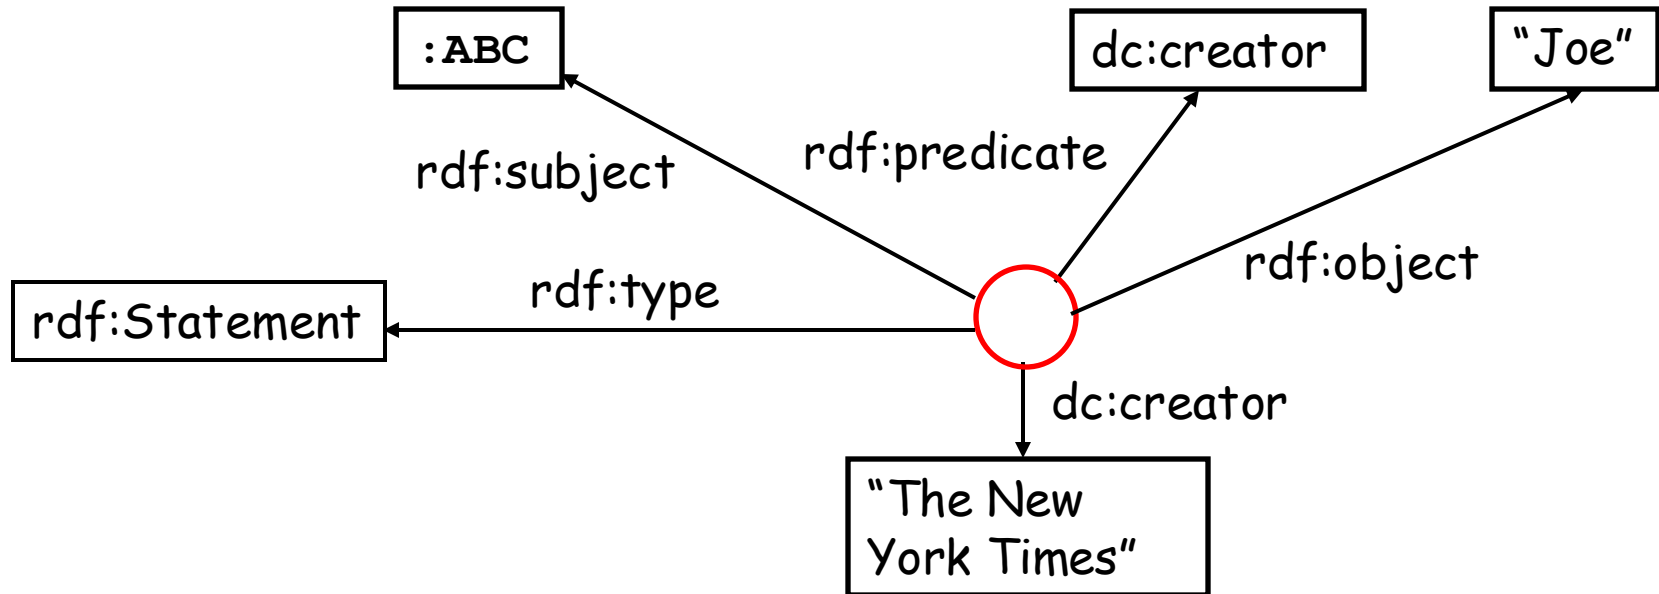 :ABC
dc:creator
“Joe”
rdf:subject
rdf:predicate
rdf:object
rdf:type
rdf:Statement
dc:creator
“The New
York Times”